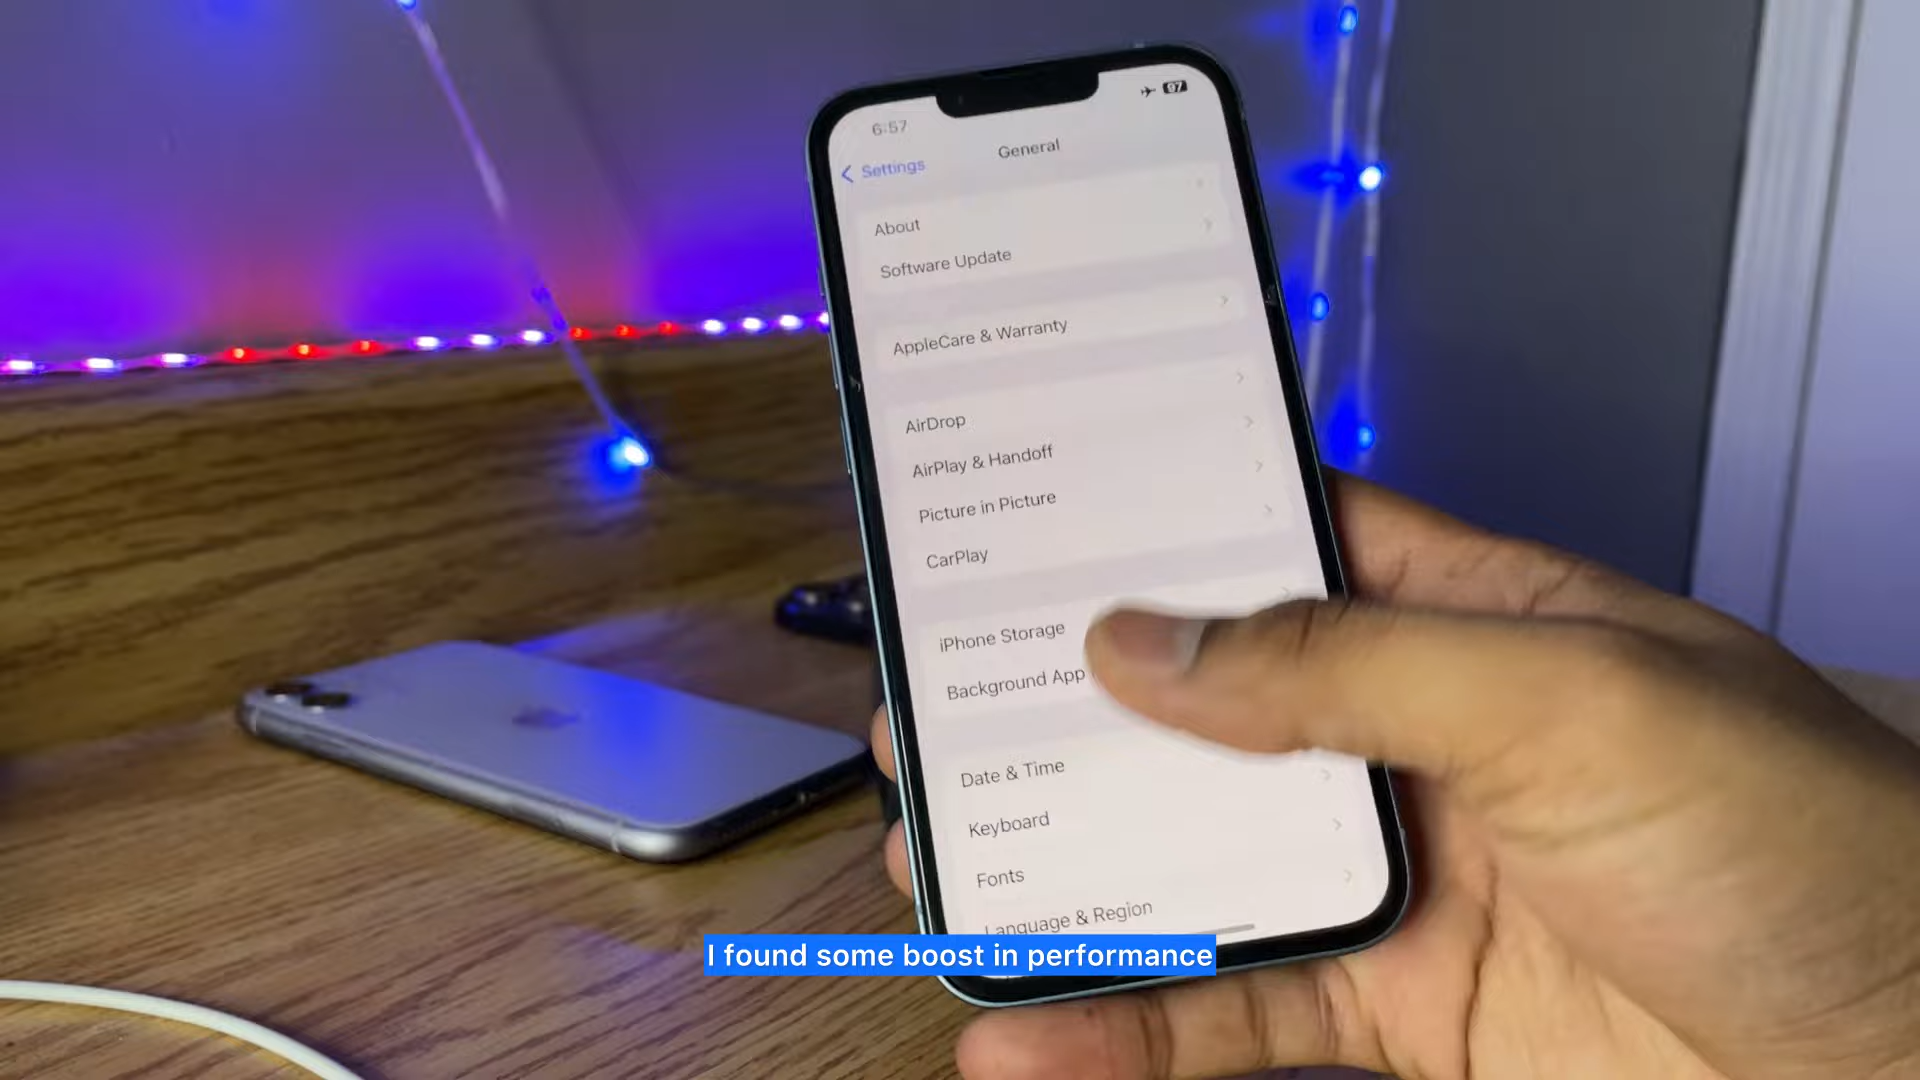 97
6:57
Settings
General
About
Software Update
AppleCare & Warranty
AirDrop
AirPlay & Handoff
Picture in Picture
CarPlay
iPhone Storage
Background App
Date & Time
Keyboard
Fonts
Language & Region
I found some boost in performance